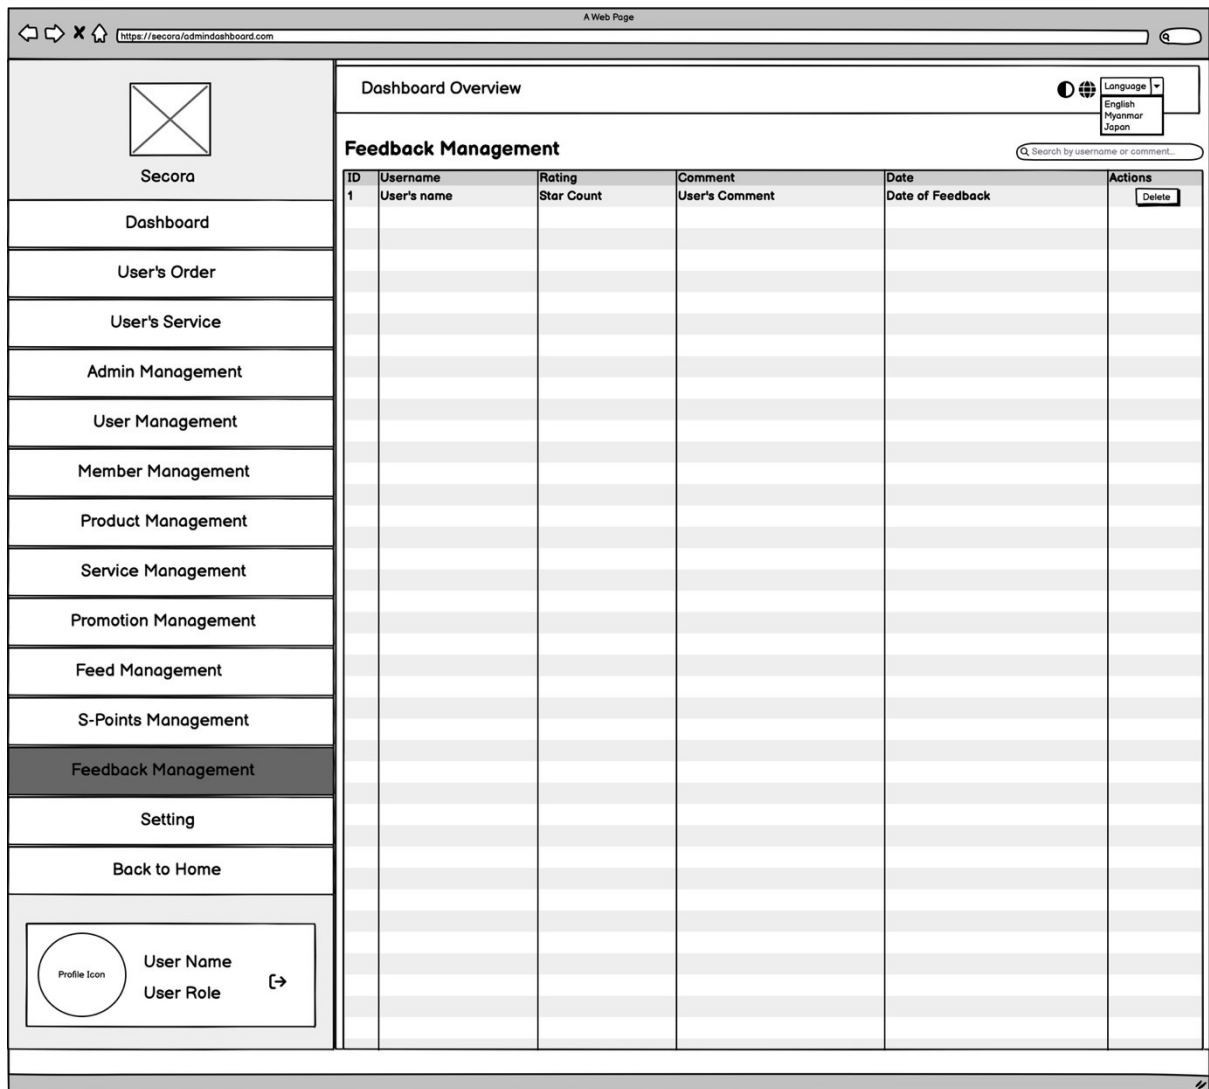 A Web Page
https://secora/admindashboard.com
Secora
Dashboard
User's Order
User's Service
Admin Management
User Management
Member Management
Product Management
Service Management
Promotion Management
Feed Management
S-Points Management
Feedback Management
Setting
Back to Home
Profile Icon
User Name
User Role
Dashboard Overview
Language
English
Myanmar
Japan
Feedback Management
Search by username or comment...
ID Username Rating Comment Date Actions
1 User's name Star Count User's Comment Date of Feedback Delete